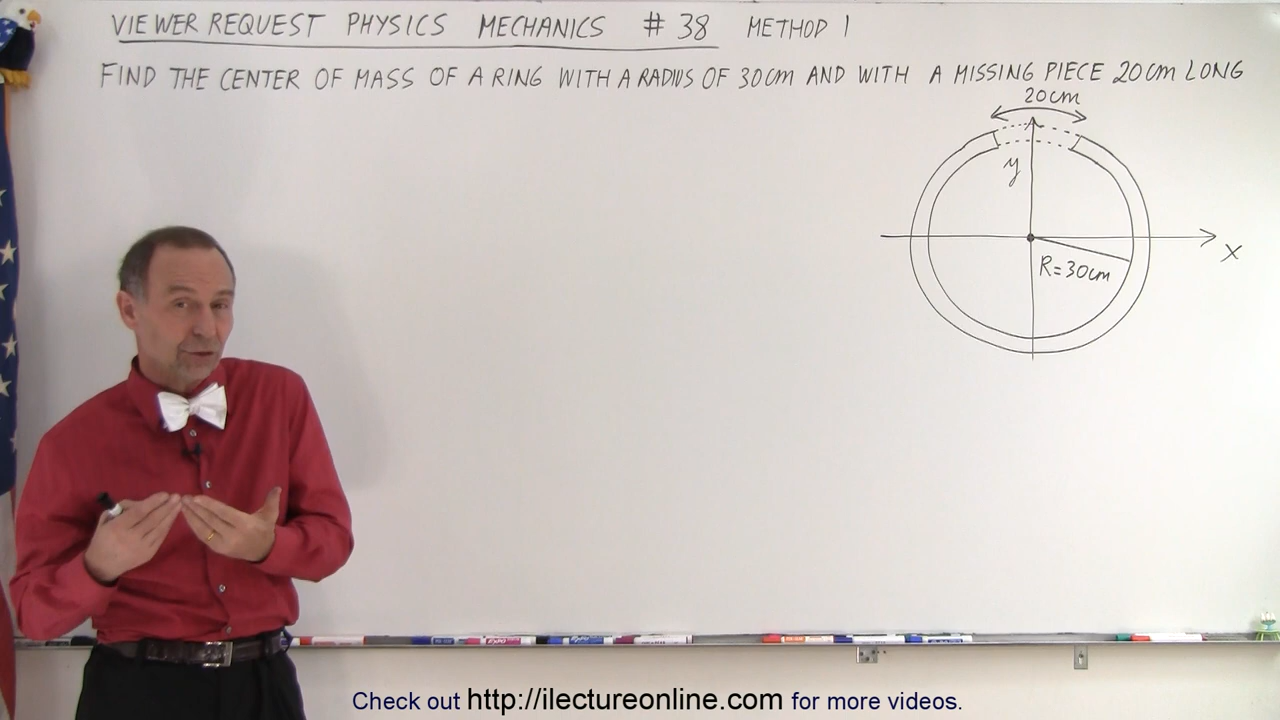 VIEWER REQUEST PHYSICS MECHANICS # 38 METHOD 1
FIND THE CENTER OF MASS OF A RING WITH A RADIUS OF 30cm AND WITH A MISSING PIECE 20cm LONG
20cm
y
x
R=30cm
EXPO
Check out http://ilectureonline.com for more videos.